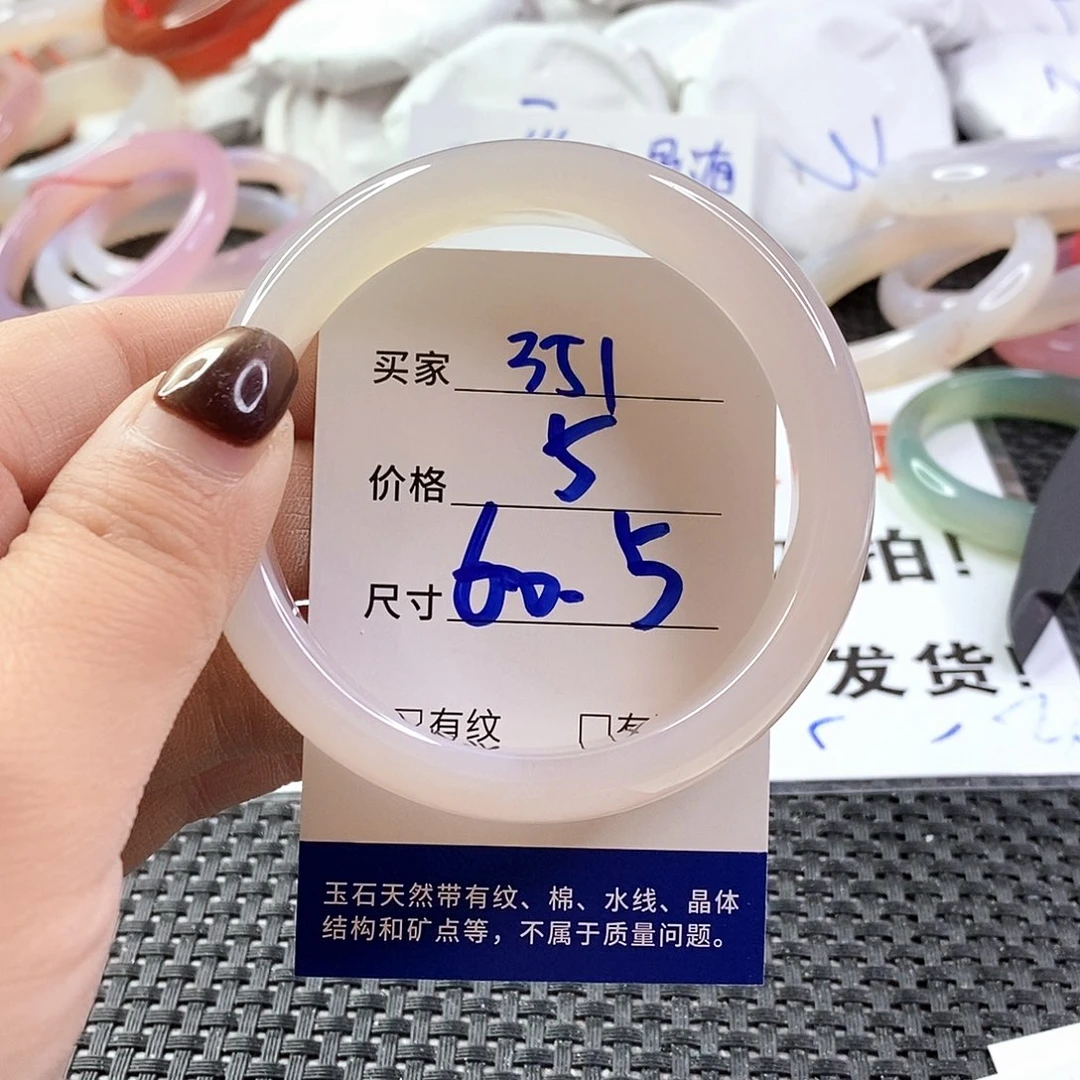 买家 351
价格 5
尺寸 60.5
有纹
玉石天然带有纹、棉、水线、晶体
结构和矿点等，不属于质量问题。
拍！
发货！